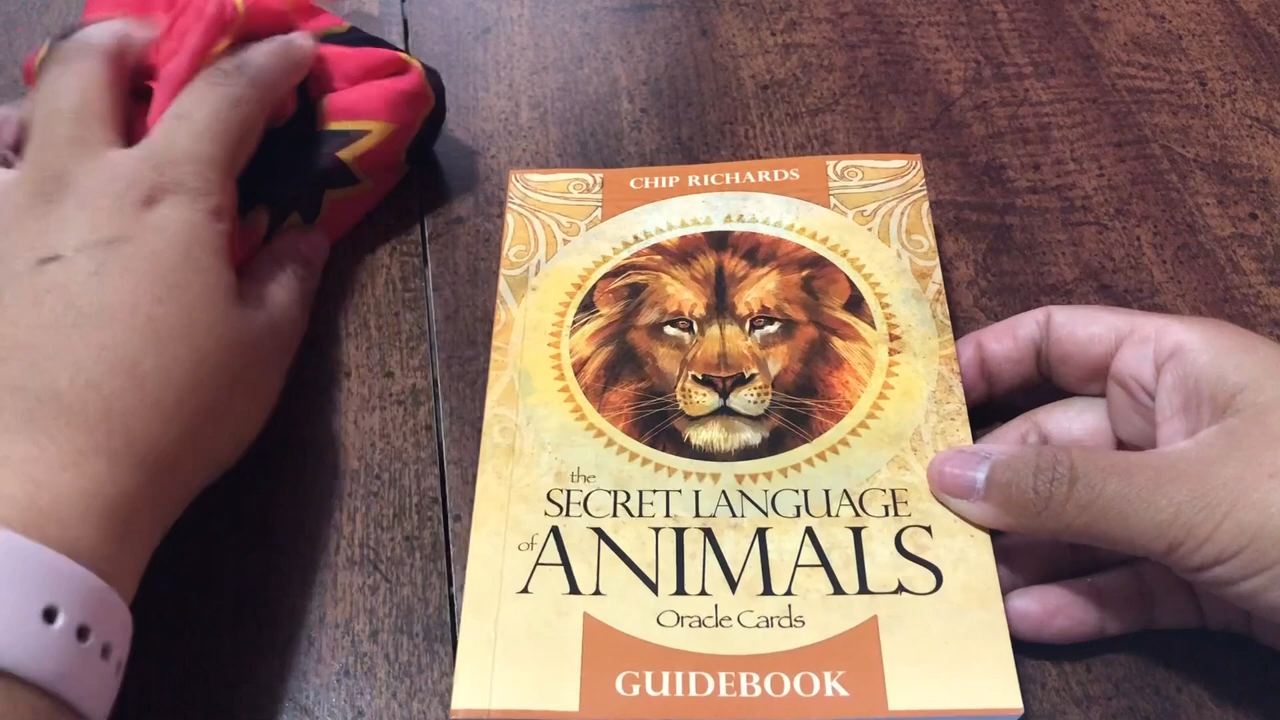 CHIP RICHARDS
the
SECRET LANGUAGE
of ANIMALS
Oracle Cards
GUIDEBOOK